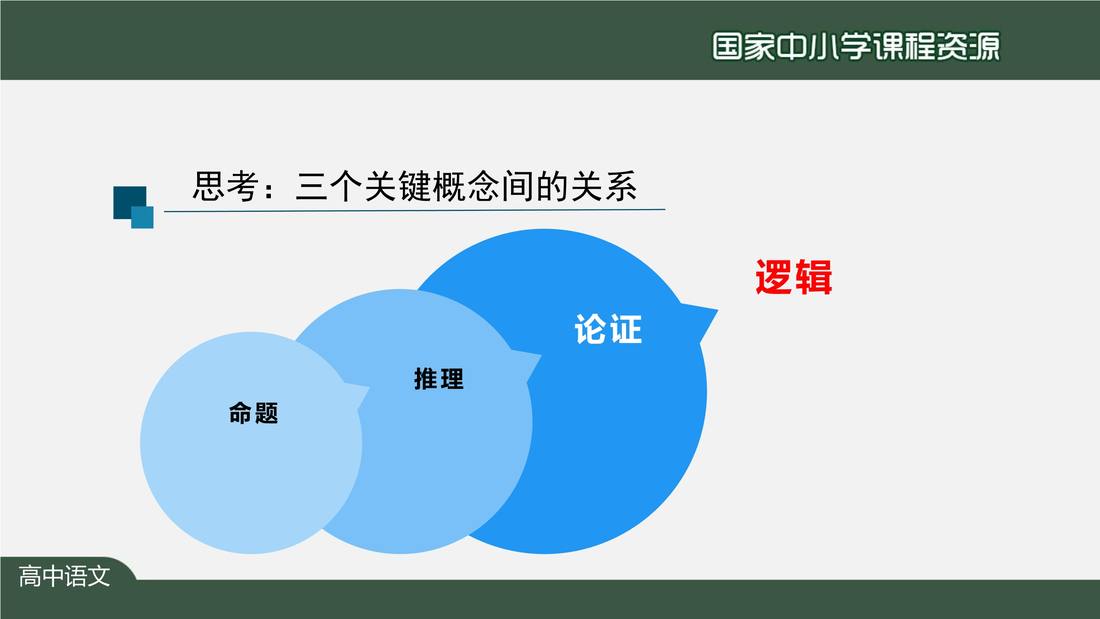 国家中小学课程资源
思考：三个关键概念间的关系
逻辑
论证
推理
命题
高中语文